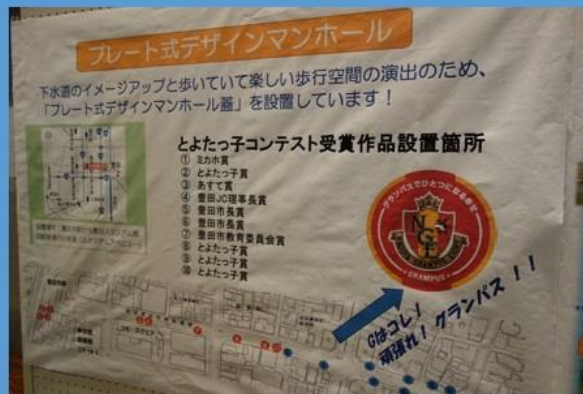 プレート式デザインマンホール
下水道のイメージアップと歩いていて楽しい歩行空間の演出のため、
「プレート式デザインマンホール蓋」を設置しています！
とよたっ子コンテスト受賞作品設置箇所
① ミカホ賞
② とよたっ子賞
③ あすて賞
④ 豊田JC理事長賞
⑤ 豊田市長賞
⑥ 豊田市長賞
⑦ 豊田市教育委員会賞
⑧ とよたっ子賞
⑨ とよたっ子賞
⑩ とよたっ子賞
グランパスでひとつになる幸せ
NGE
GRAMPUS
Gはコレ！
頑張れ！グランパス！！